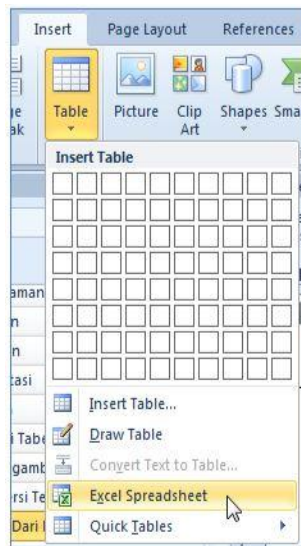 Insert Page Layout References
Table Picture Clip Art Shapes
Insert Table
Insert Table...
Draw Table
Convert Text to Table...
Excel Spreadsheet
Quick Tables
Dari